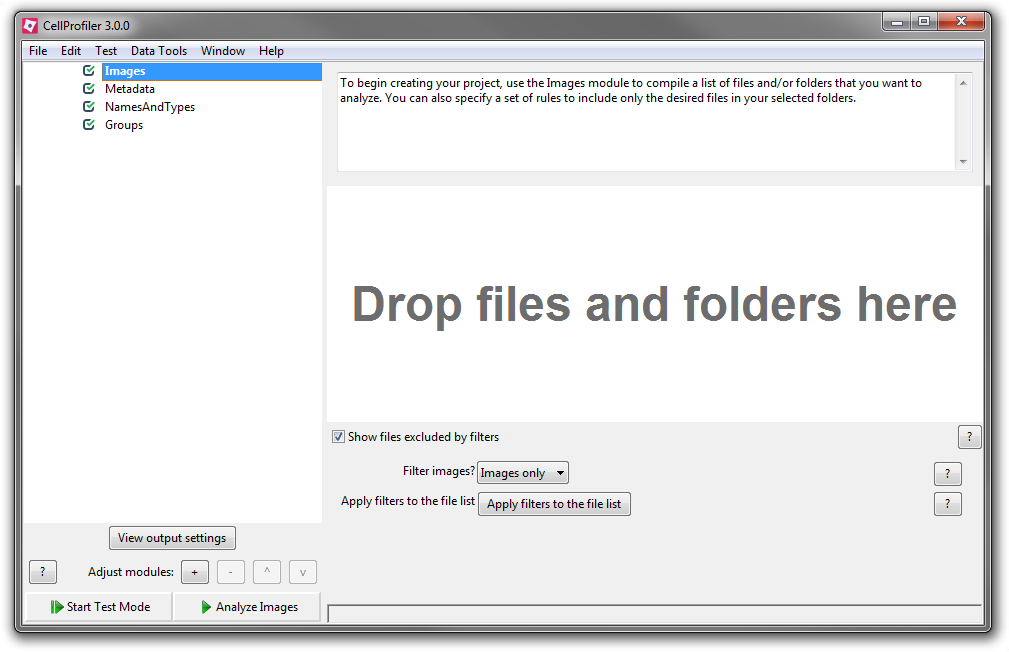 CellProfiler 3.0.0
File Edit Test Data Tools Window Help
Images
Metadata
NamesAndTypes
Groups
To begin creating your project, use the Images module to compile a list of files and/or folders that you want to
analyze. You can also specify a set of rules to include only the desired files in your selected folders.
Drop files and folders here
Show files excluded by filters
?
Filter images? Images only
?
Apply filters to the file list Apply filters to the file list
?
View output settings
? Adjust modules: + - ^ v
Start Test Mode Analyze Images